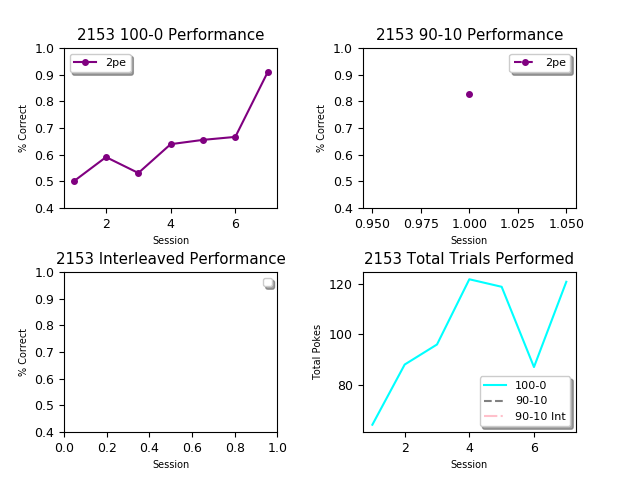 2153 100-0 Performance
1.0
0.9
0.8
0.7
0.6
0.5
0.4
% Correct
2pe
2 4 6
Session
2153 90-10 Performance
1.0
0.9
0.8
0.7
0.6
0.5
0.4
% Correct
2pe
0.950 0.975 1.000 1.025 1.050
Session
2153 Interleaved Performance
1.0
0.9
0.8
0.7
0.6
0.5
0.4
% Correct
0.0 0.2 0.4 0.6 0.8 1.0
Session
2153 Total Trials Performed
120
100
80
Total Pokes
100-0
90-10
90-10 Int
2 4 6
Session